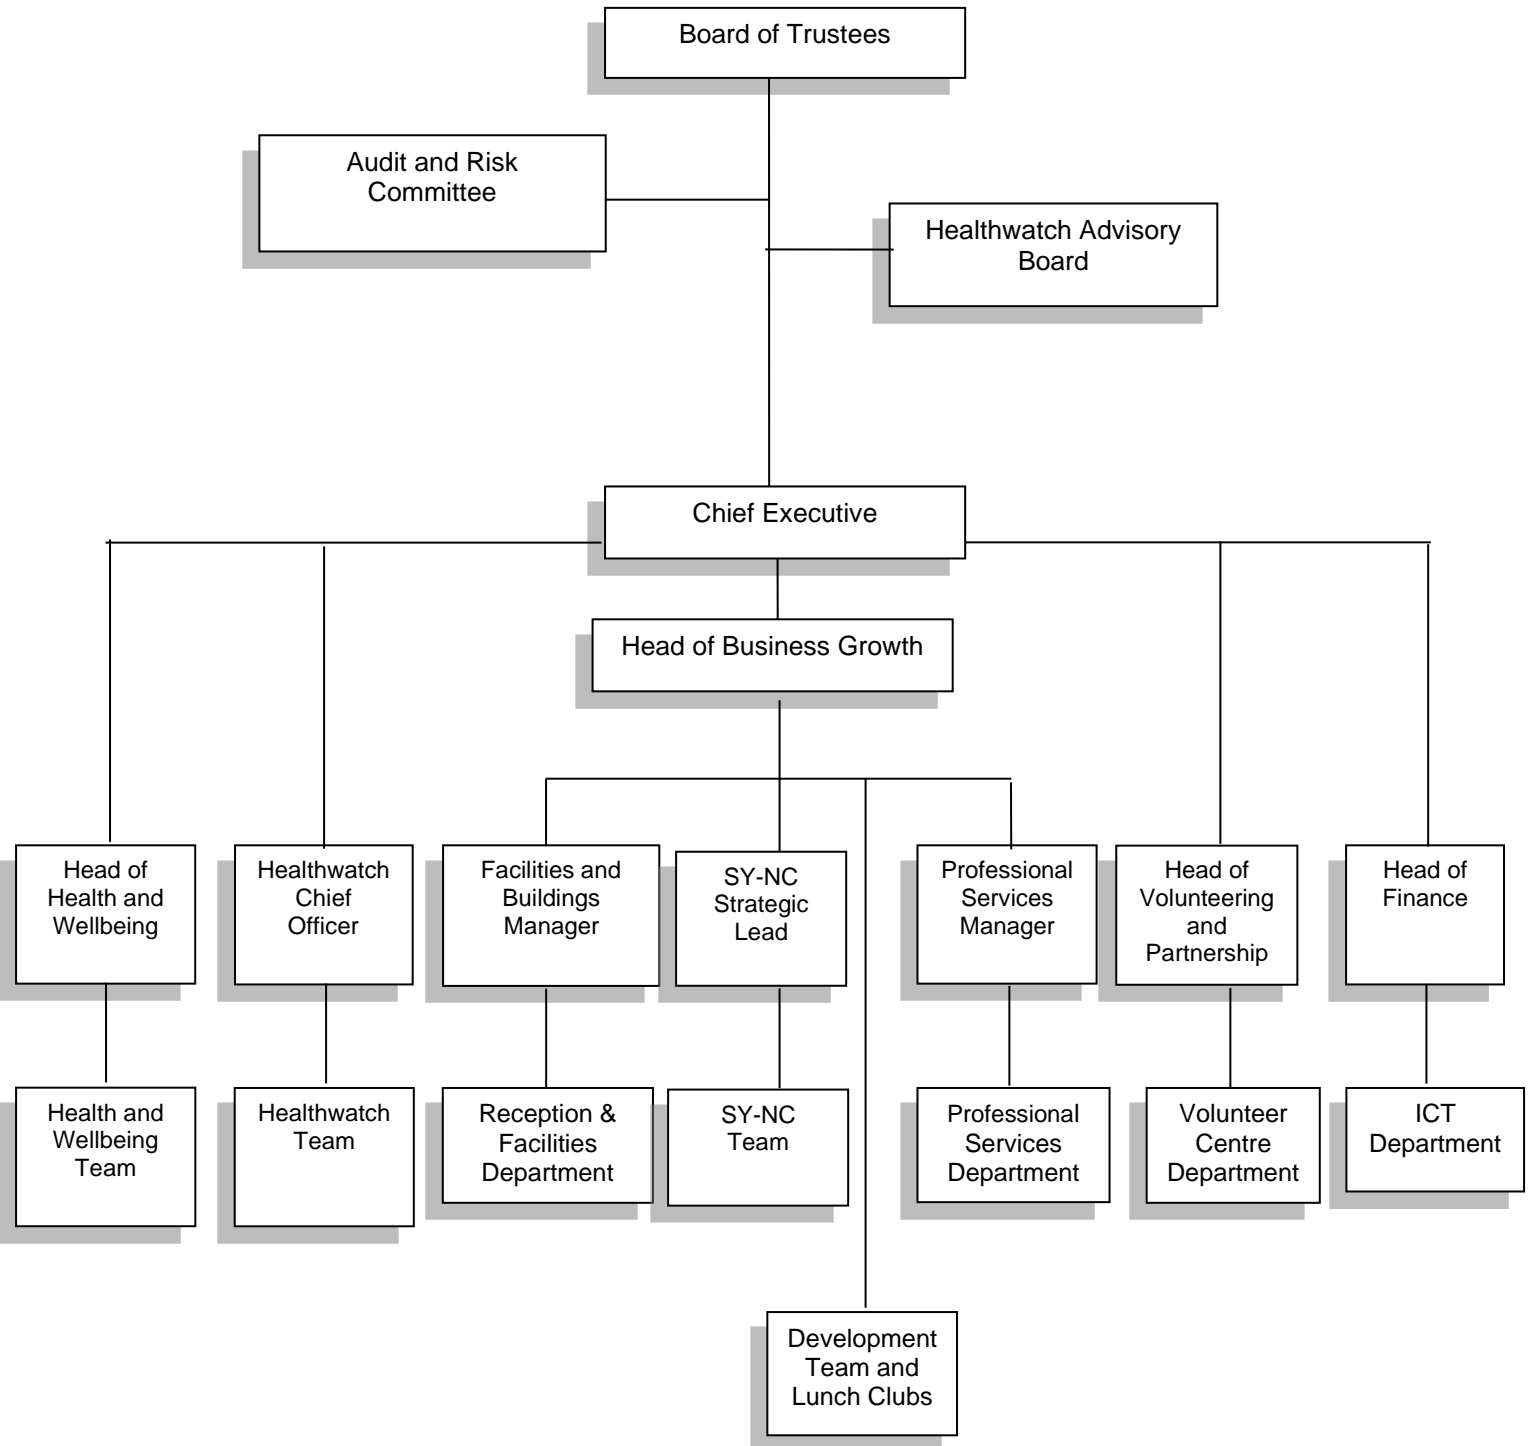 Board of Trustees
Audit and Risk
Committee
Healthwatch Advisory
Board
Chief Executive
Head of Business Growth
Head of
Health and
Wellbeing
Healthwatch
Chief
Officer
Facilities and
Buildings
Manager
SY-NC
Strategic
Lead
Professional
Services
Manager
Head of
Volunteering
and
Partnership
Head of
Finance
Health and
Wellbeing
Team
Healthwatch
Team
Reception &
Facilities
Department
SY-NC
Team
Professional
Services
Department
Volunteer
Centre
Department
ICT
Department
Development
Team and
Lunch Clubs